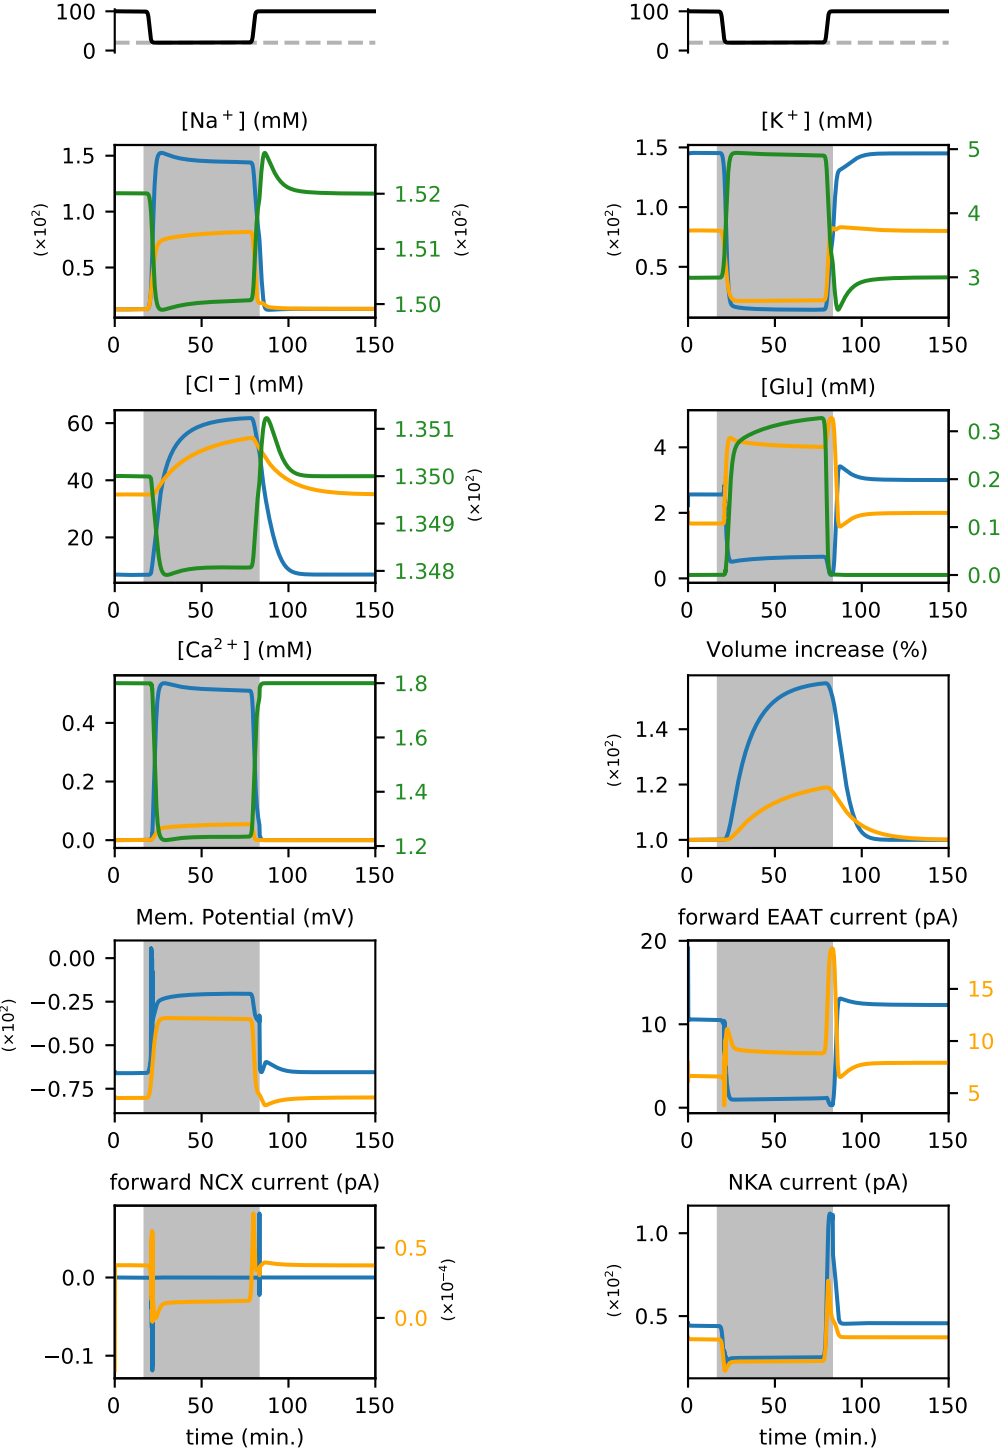 100
0
100
0
[Na+] (mM)
[K+] (mM)
1.5
1.0
0.5
(×10²)
1.52
1.51
1.50
(×10²)
0 50 100 150
1.5
1.0
0.5
(×10²)
5
4
3
0 50 100 150
[Cl−] (mM)
[Glu] (mM)
60
40
20
1.351
1.350
1.349
1.348
(×10²)
0 50 100 150
4
2
0
0.3
0.2
0.1
0.0
0 50 100 150
[Ca2+] (mM)
Volume increase (%)
0.4
0.2
0.0
1.8
1.6
1.4
1.2
0 50 100 150
1.4
1.2
1.0
(×10²)
0 50 100 150
Mem. Potential (mV)
forward EAAT current (pA)
0.00
−0.25
−0.50
−0.75
(×10²)
0 50 100 150
20
10
0
15
10
5
0 50 100 150
forward NCX current (pA)
NKA current (pA)
0.0
−0.1
0.5
0.0
(×10⁻⁴)
0 50 100 150
time (min.)
1.0
0.5
(×10²)
0 50 100 150
time (min.)